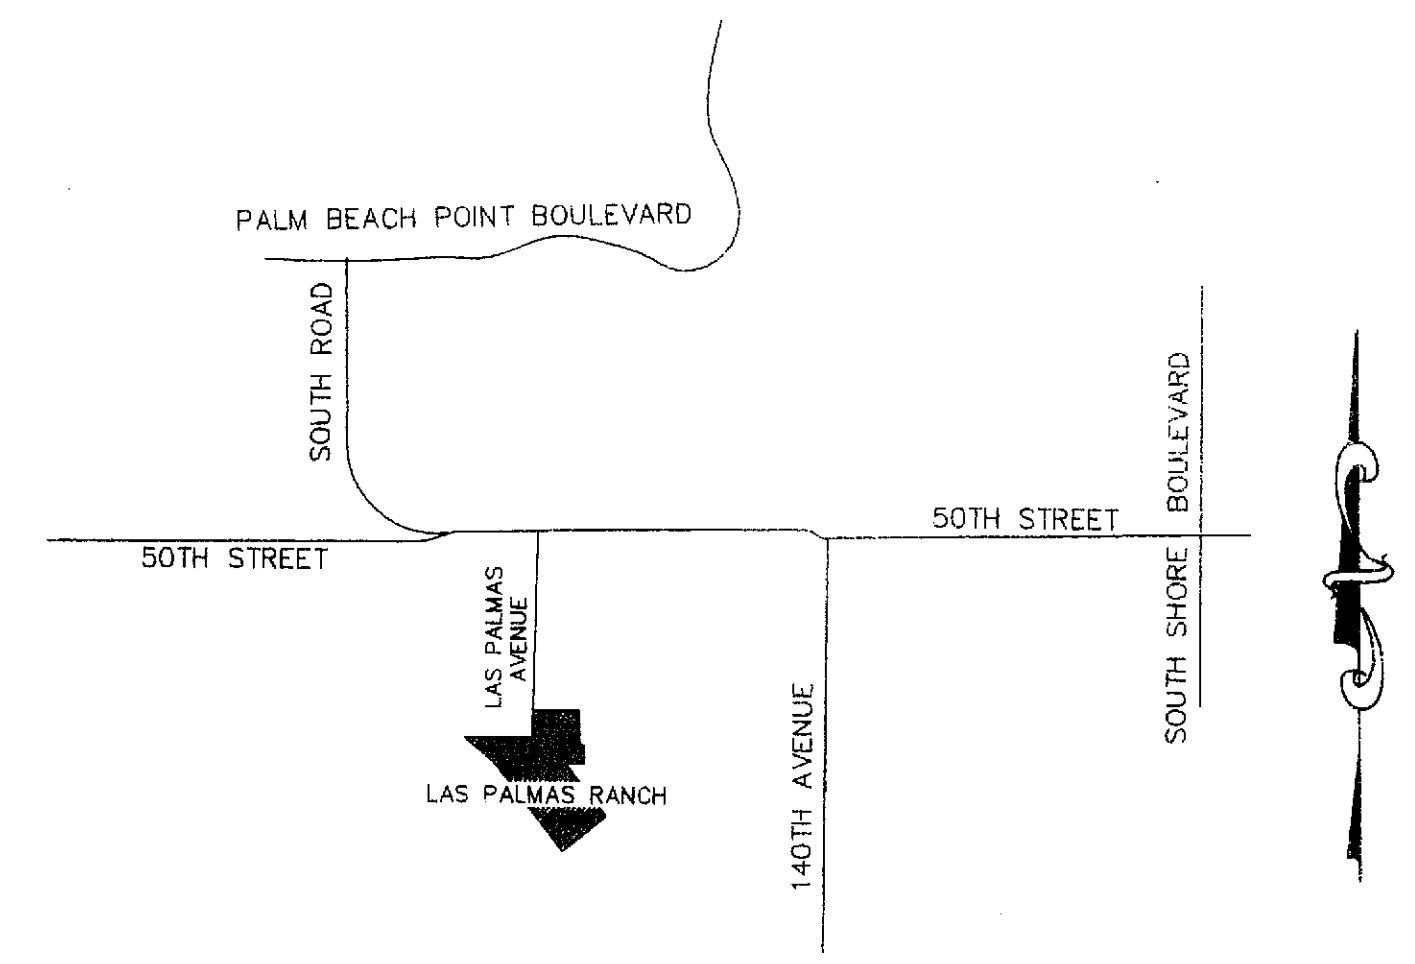 PALM BEACH POINT BOULEVARD
SOUTH ROAD
SOUTH SHORE BOULEVARD
50TH STREET
50TH STREET
LAS PALMAS
AVENUE
140TH AVENUE
LAS PALMAS RANCH